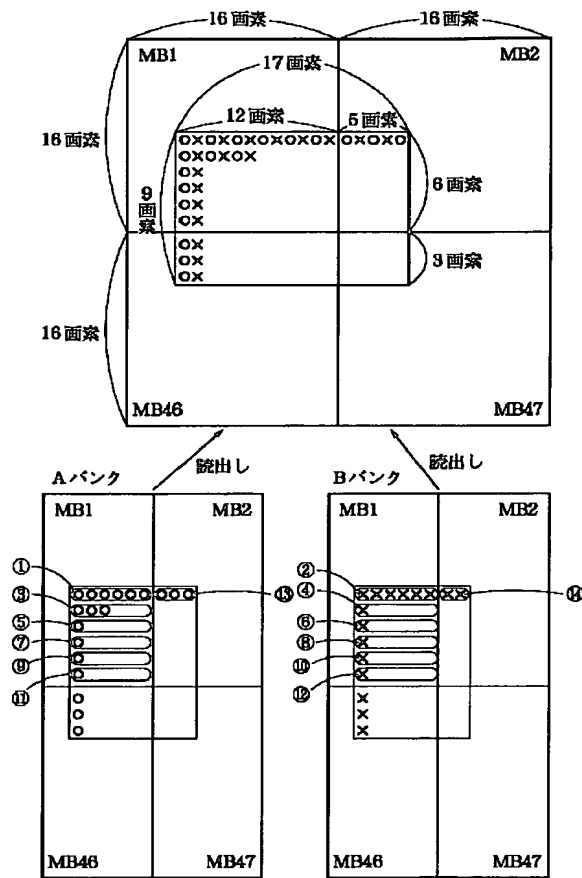 16画素
16画素
MB1
MB2
17画素
12画素
5画素
16画素
9画素
6画素
3画素
16画素
MB46
MB47
読出し
読出し
Aバンク
Bバンク
MB1
MB2
MB1
MB2
①
③
⑤
⑦
⑨
⑪
⑬
②
④
⑥
⑧
⑩
⑫
⑭
MB46
MB47
MB46
MB47